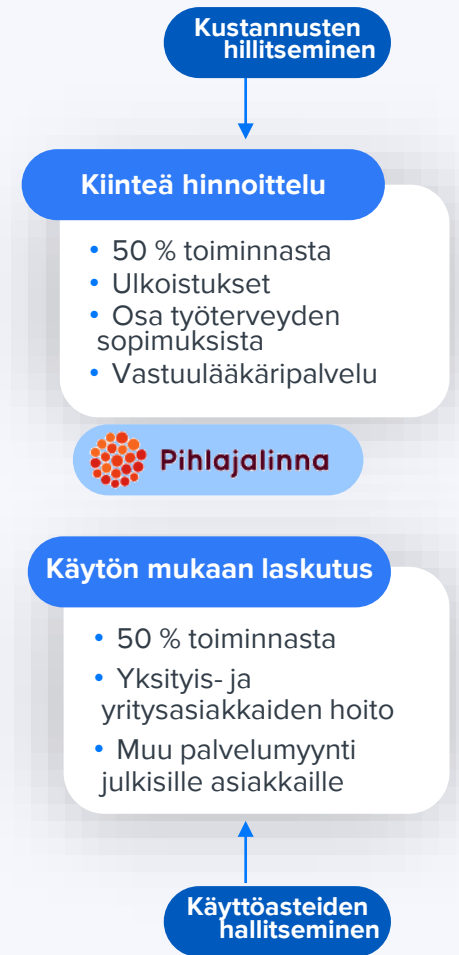 Kustannusten
hillitseminen
Kiinteä hinnoittelu
• 50 % toiminnasta
• Ulkoistukset
• Osa työterveyden
sopimuksista
• Vastuulääkäripalvelu
Pihlajalinna
Käytön mukaan laskutus
• 50 % toiminnasta
• Yksityis- ja
yritysasiakkaiden hoito
• Muu palvelumyynti
julkisille asiakkaille
Käyttöasteiden
hallitseminen